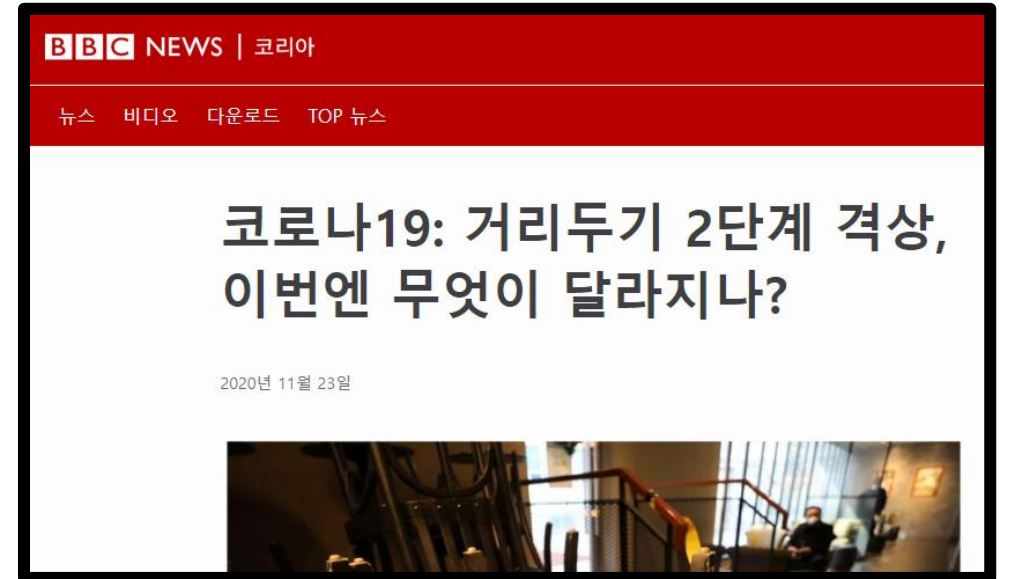 BBC NEWS | 코리아
뉴스 비디오 다운로드 TOP 뉴스
코로나19: 거리두기 2단계 격상,
이번엔 무엇이 달라지나?
2020년 11월 23일